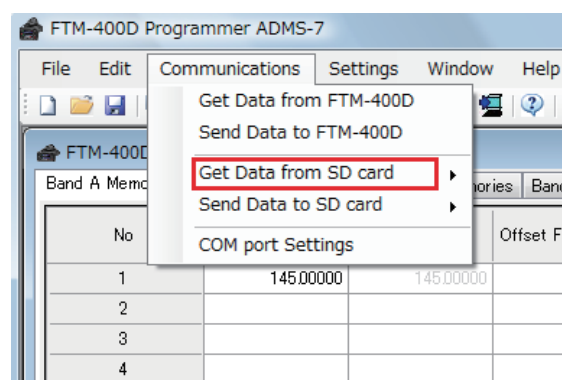 FTM-400D Programmer ADMS-7
File Edit Communications Settings Window Help
Get Data from FTM-400D
Send Data to FTM-400D
Get Data from SD card
Send Data to SD card
COM port Settings
FTM-400D
Band A Memo ories Ban
No Offset F
1 145.00000 145.00000
2
3
4